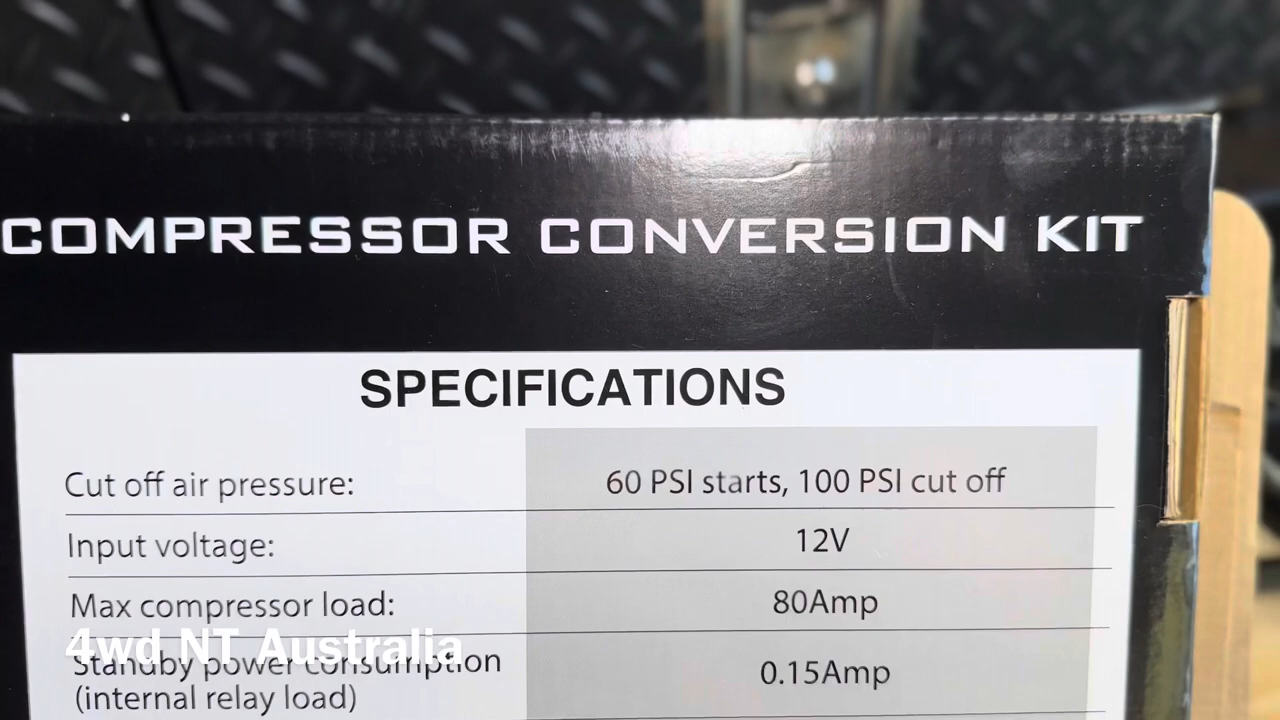 COMPRESSOR CONVERSION KIT
SPECIFICATIONS
Cut off air pressure: 60 PSI starts, 100 PSI cut off
Input voltage: 12V
Max compressor load: 80Amp
4wd NT Australia
Standby power consumption 0.15Amp
(internal relay load)